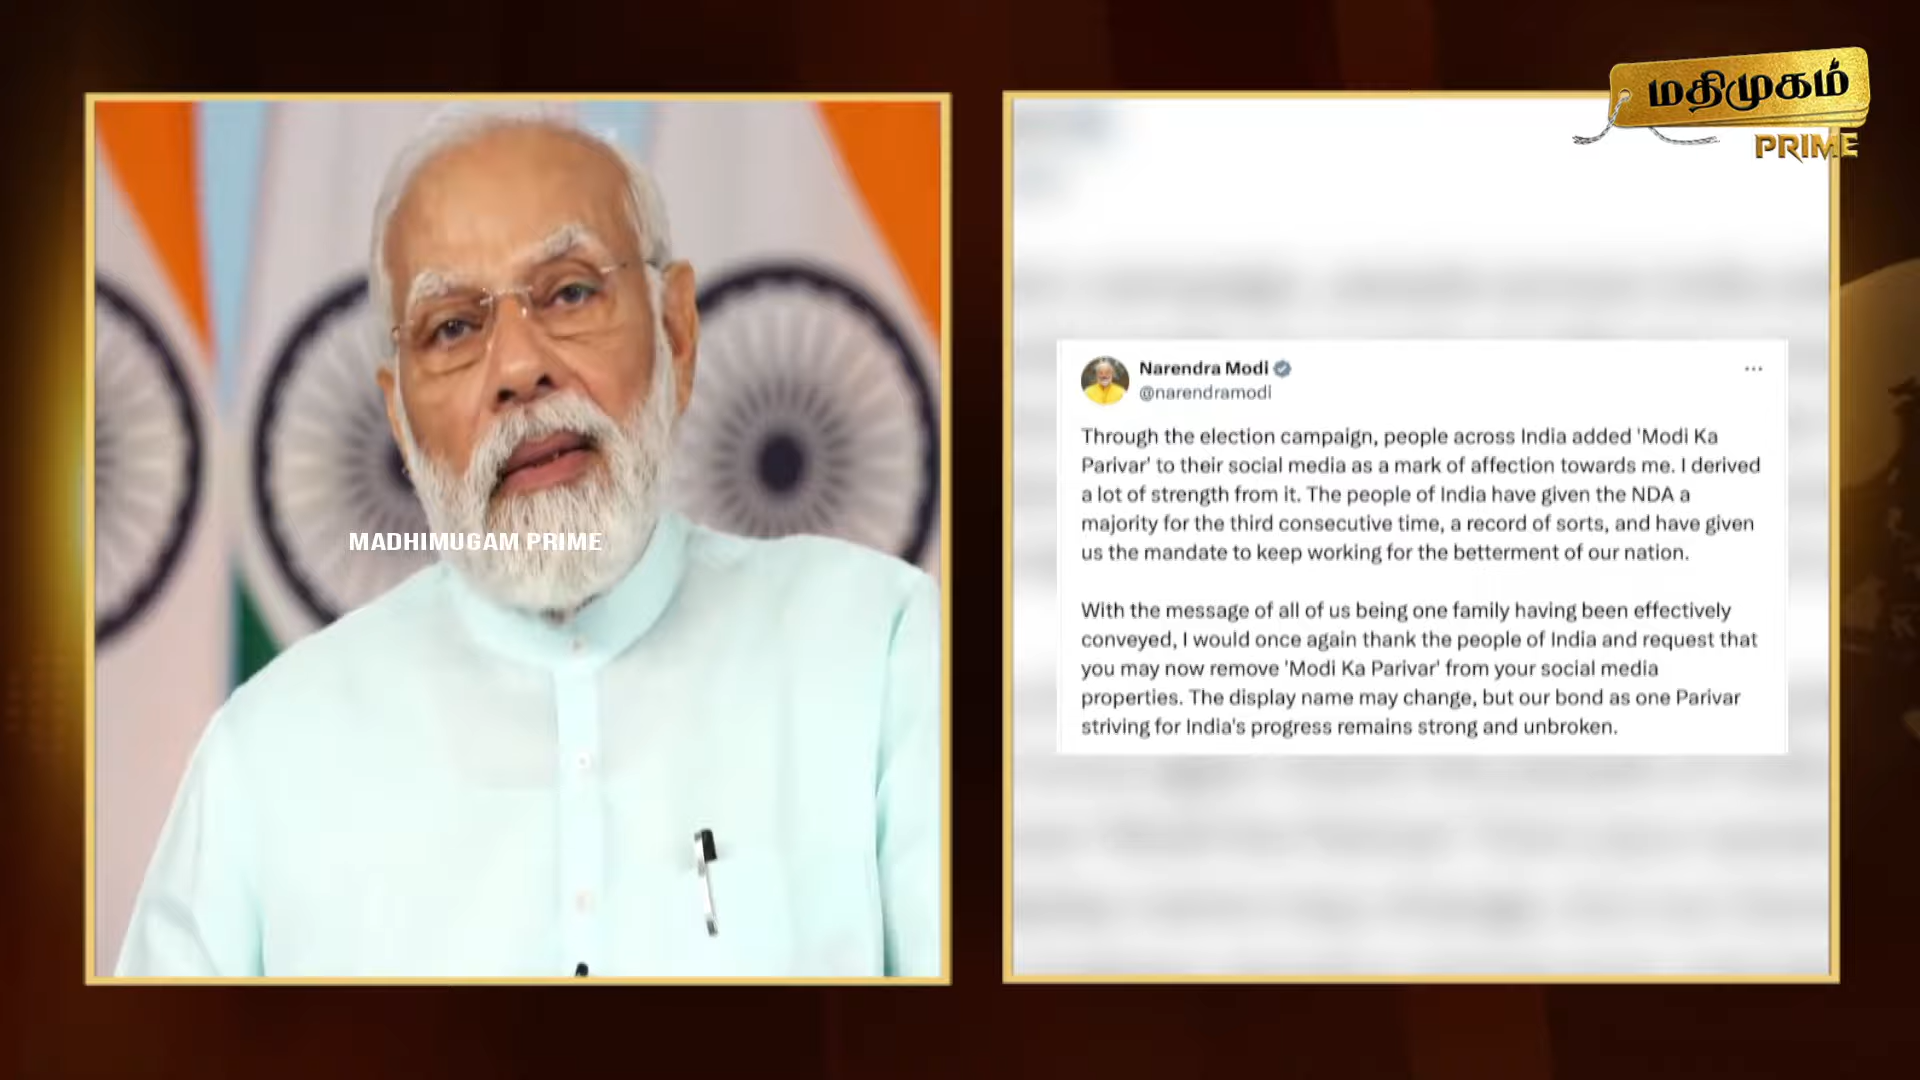 மதிமுகம்
PRIME
MADHIMUGAM PRIME
Narendra Modi
@narendramodi
Through the election campaign, people across India added 'Modi Ka
Parivar' to their social media as a mark of affection towards me. I derived
a lot of strength from it. The people of India have given the NDA a
majority for the third consecutive time, a record of sorts, and have given
us the mandate to keep working for the betterment of our nation.
With the message of all of us being one family having been effectively
conveyed, I would once again thank the people of India and request that
you may now remove 'Modi Ka Parivar' from your social media
properties. The display name may change, but our bond as one Parivar
striving for India's progress remains strong and unbroken.